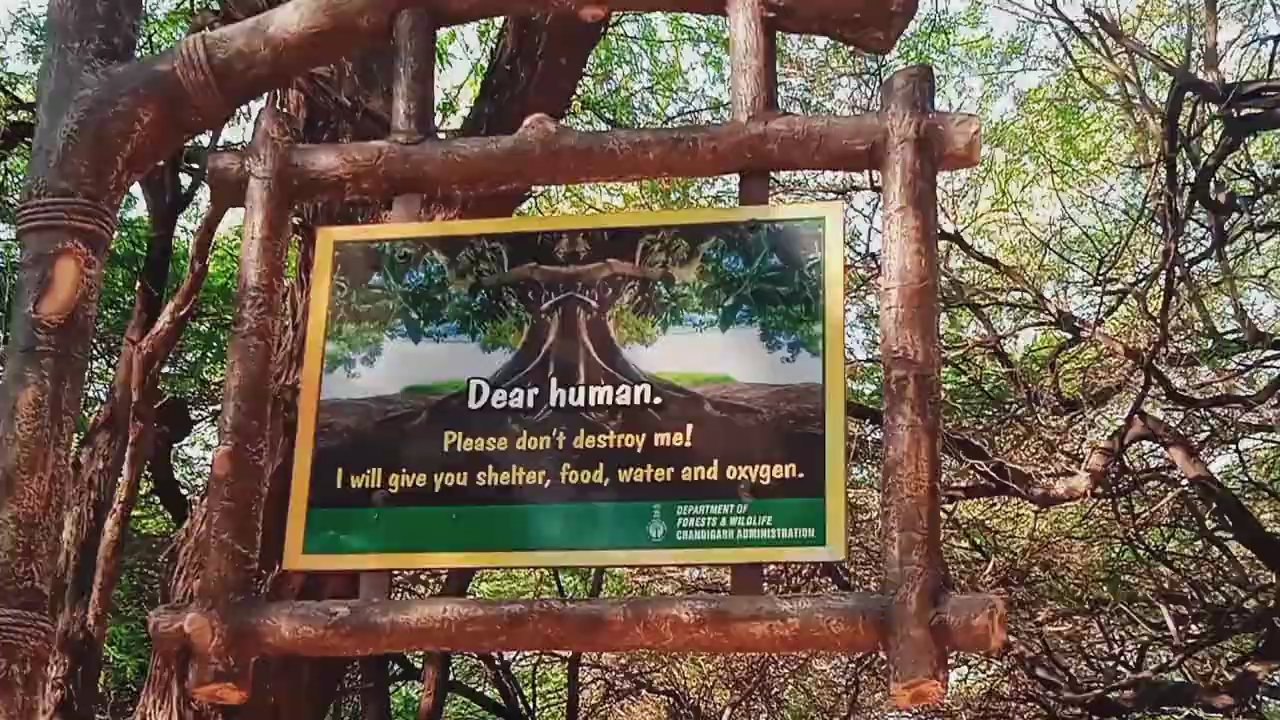 Dear human.
Please don't destroy me!
I will give you shelter, food, water and oxygen.
DEPARTMENT OF
FORESTS & WILDLIFE
CHANDIGARH ADMINISTRATION